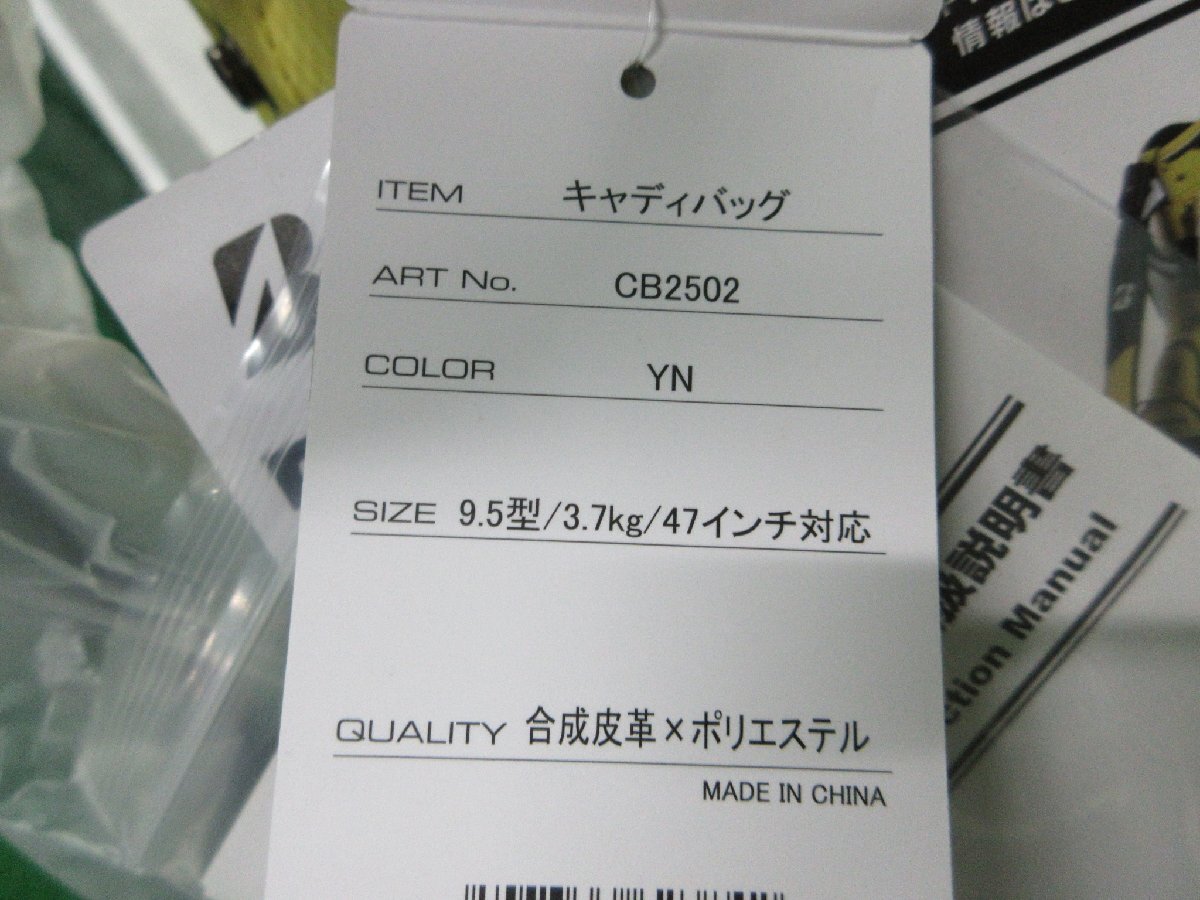 ITEM キャディバッグ
ART No. CB2502
COLOR YN
SIZE 9.5型/3.7kg/47インチ対応
QUALITY 合成皮革×ポリエステル
MADE IN CHINA
情報は
扱説明書
ction Manual